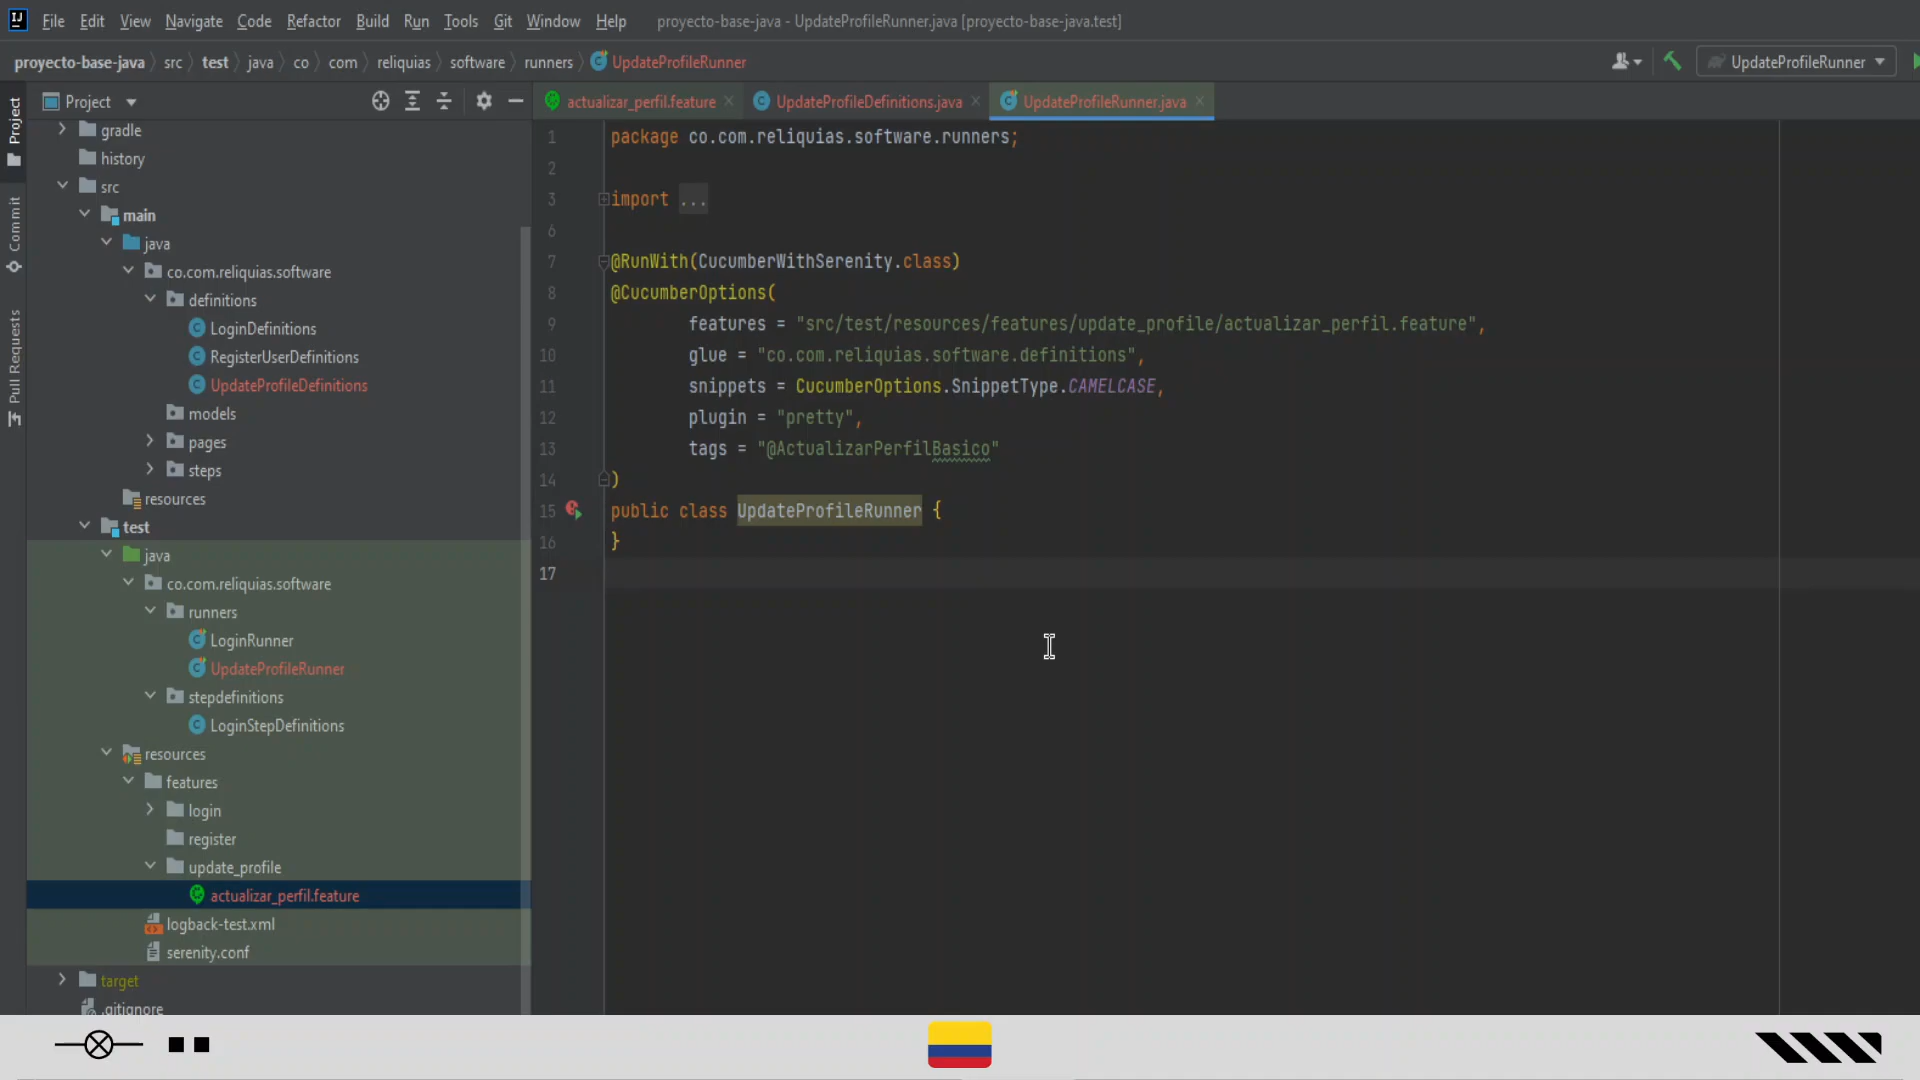 File Edit View Navigate Code Refactor Build Run Tools Git Window Help proyecto-base-java - UpdateProfileRunner.java [proyecto-base-java.test]
proyecto-base-java src test java co com reliquias software runners UpdateProfileRunner UpdateProfileRunner
Project
Commit
Pull Requests
Project
gradle
history
src
main
java
co.com.reliquias.software
definitions
LoginDefinitions
RegisterUserDefinitions
UpdateProfileDefinitions
models
pages
steps
resources
test
java
co.com.reliquias.software
runners
LoginRunner
UpdateProfileRunner
stepdefinitions
LoginStepDefinitions
resources
features
login
register
update_profile
actualizar_perfil.feature
logback-test.xml
serenity.conf
target
.gitignore
actualizar_perfil.feature UpdateProfileDefinitions.java UpdateProfileRunner.java
1 package co.com.reliquias.software.runners;
2
3 import ...
6
7 @RunWith(CucumberWithSerenity.class)
8 @CucumberOptions(
9 features = "src/test/resources/features/update_profile/actualizar_perfil.feature",
10 glue = "co.com.reliquias.software.definitions",
11 snippets = CucumberOptions.SnippetType.CAMELCASE,
12 plugin = "pretty",
13 tags = "@ActualizarPerfilBasico"
14 )
15 public class UpdateProfileRunner {
16 }
17